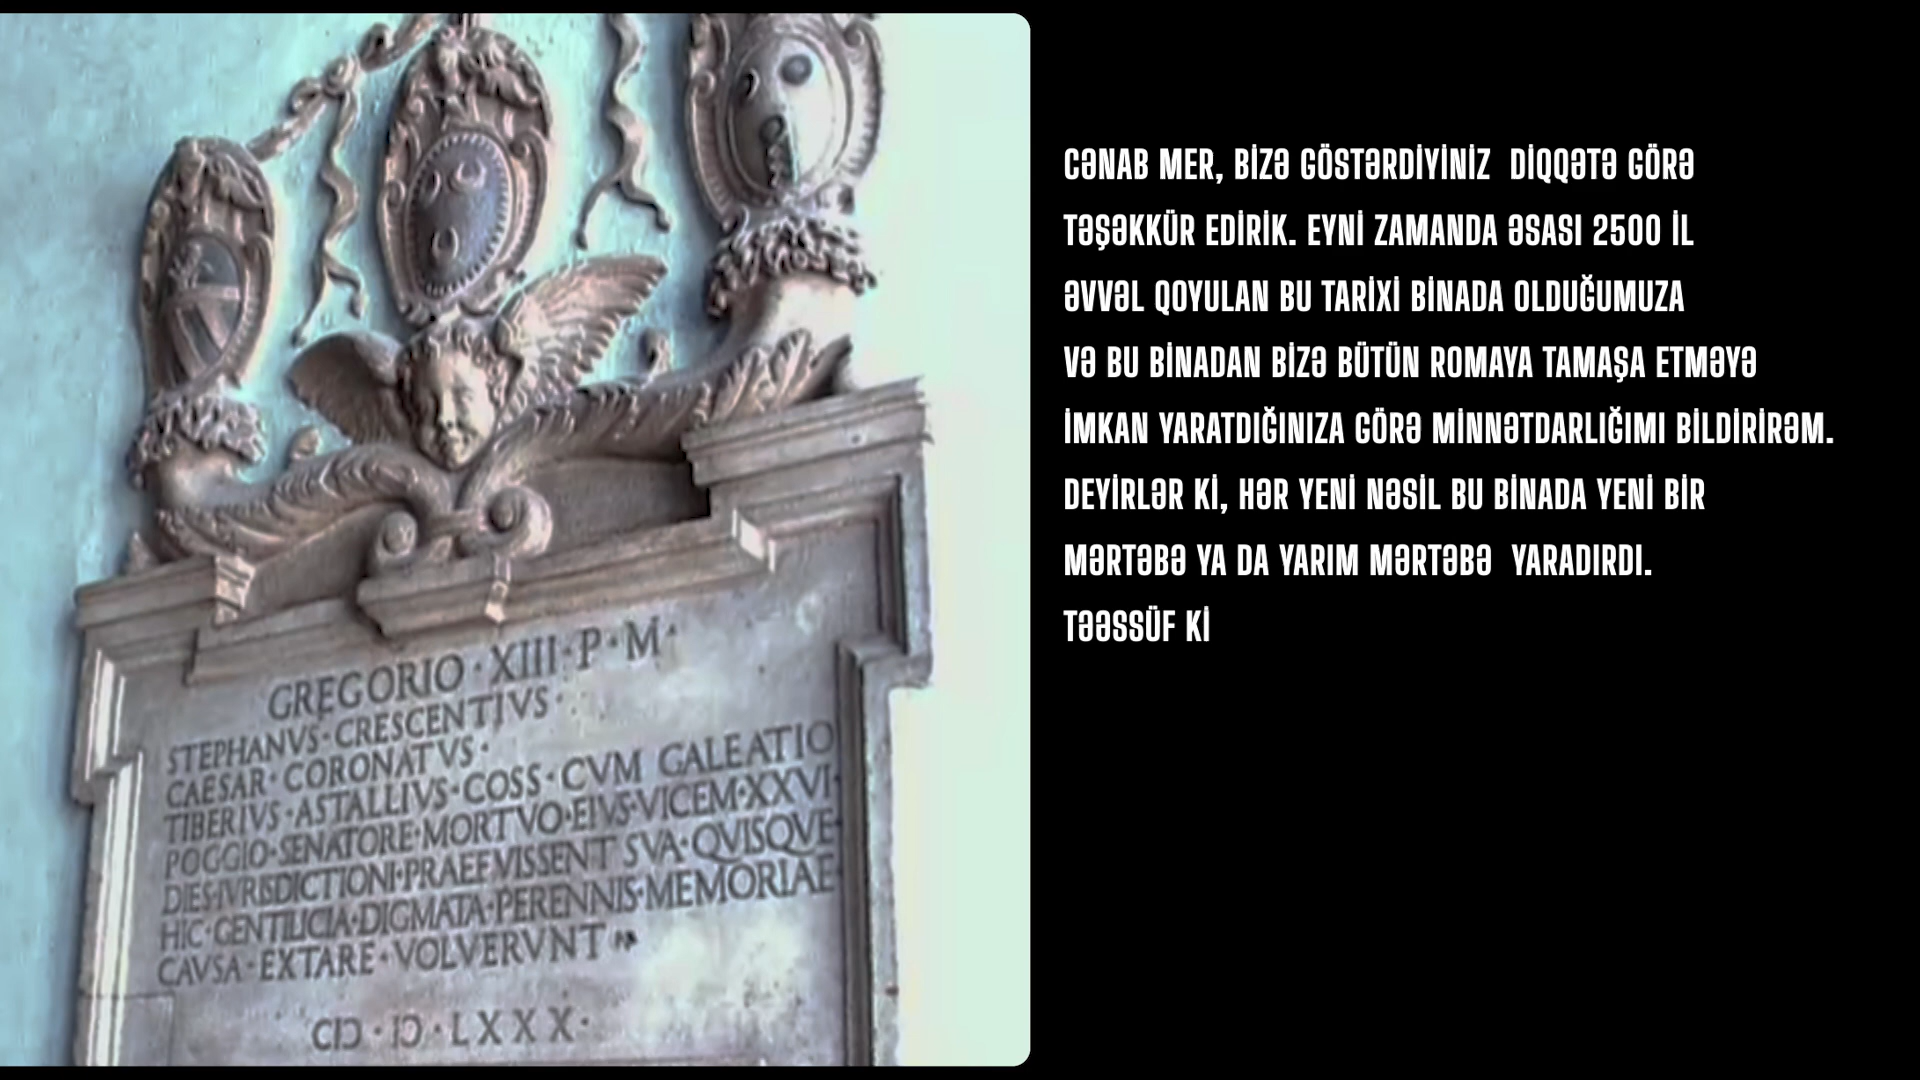 GREGORIO · XIII · P · M ·
STEPHANVS · CRESCENTIVS ·
CAESAR · CORONATVS ·
TIBERIVS · ASTALLIVS · COSS · CVM GALEATIO
POGGIO · SENATORE · MORTVO · EIVS · VICEM · XXVI ·
DIES · IVRISDICTIONI · PRAEFVISSENT SVA · QVISQVE ·
HIC · GENTILICIA · DIGMATA · PERENNIS · MEMORIAE ·
CAVSA · EXTARE · VOLVERVNT
CIƆ · IƆ · LXXX ·
CƏNAB MER, BİZƏ GÖSTƏRDİYİNİZ DİQQƏTƏ GÖRƏ
TƏŞƏKKÜR EDİRİK. EYNİ ZAMANDA ƏSASI 2500 İL
ƏVVƏL QOYULAN BU TARİXİ BİNADA OLDUĞUMUZA
VƏ BU BİNADAN BİZƏ BÜTÜN ROMAYA TAMAŞA ETMƏYƏ
İMKAN YARATDIĞINIZA GÖRƏ MİNNƏTDARLIĞIMI BİLDİRİRƏM.
DEYİRLƏR Kİ, HƏR YENİ NƏSİL BU BİNADA YENİ BİR
MƏRTƏBƏ YA DA YARIM MƏRTƏBƏ YARADIRDI.
TƏƏSSÜF Kİ